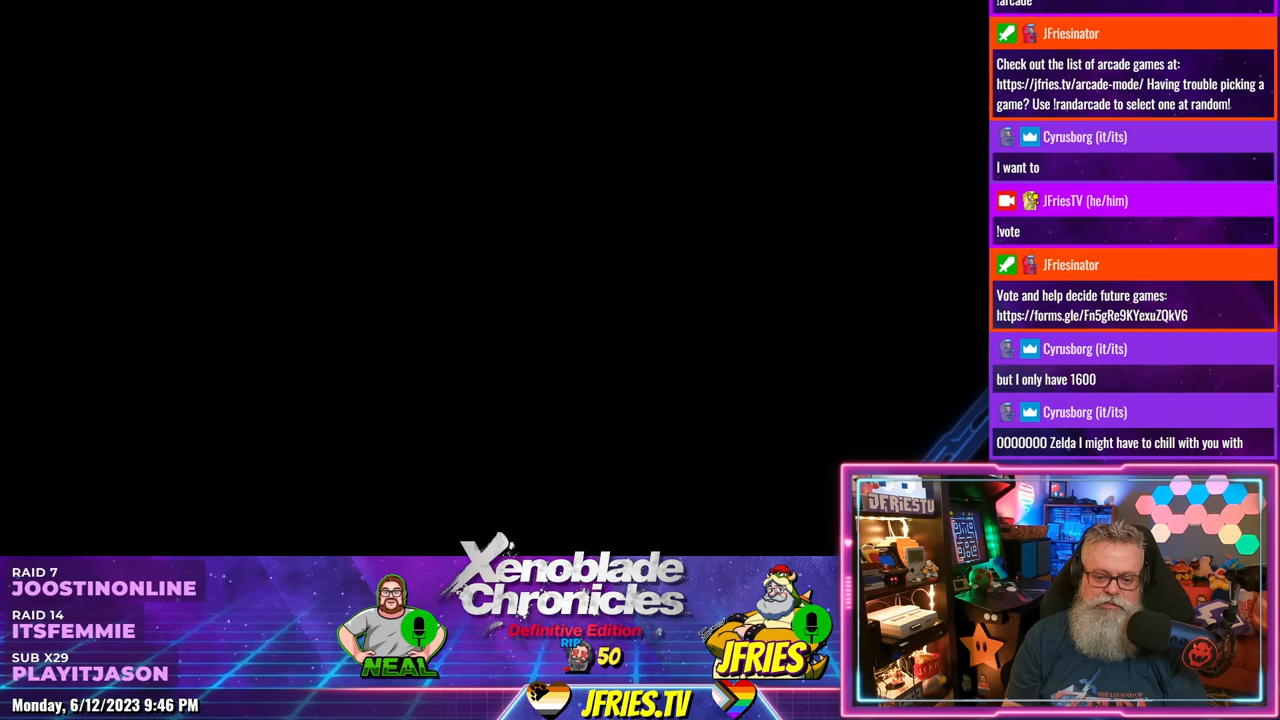 !arcade
JFriesinator
Check out the list of arcade games at:
https://jfries.tv/arcade-mode/ Having trouble picking a
game? Use !randarcade to select one at random!
Cyrusborg (it/its)
I want to
JFriesTV (he/him)
!vote
JFriesinator
Vote and help decide future games:
https://forms.gle/Fn5gRe9KYexuZQkV6
Cyrusborg (it/its)
but I only have 1600
Cyrusborg (it/its)
OOOOOOO Zelda I might have to chill with you with
JFRIESTV
RAID 7
JOOSTINONLINE
RAID 14
ITSFEMMIE
SUB X29
PLAYITJASON
Monday, 6/12/2023 9:46 PM
NEAL
Xenoblade
Chronicles
Definitive Edition
RIP
50
JFRIES
JFRIES.TV
THE LEGEND OF